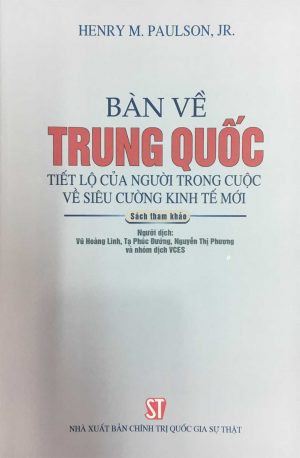 HENRY M. PAULSON, JR.
BÀN VỀ
TRUNG QUỐC
TIẾT LỘ CỦA NGƯỜI TRONG CUỘC
VỀ SIÊU CƯỜNG KINH TẾ MỚI
Sách tham khảo
Người dịch:
Vũ Hoàng Linh, Tạ Phúc Đường, Nguyễn Thị Phương
và nhóm dịch VCES
ST
NHÀ XUẤT BẢN CHÍNH TRỊ QUỐC GIA SỰ THẬT